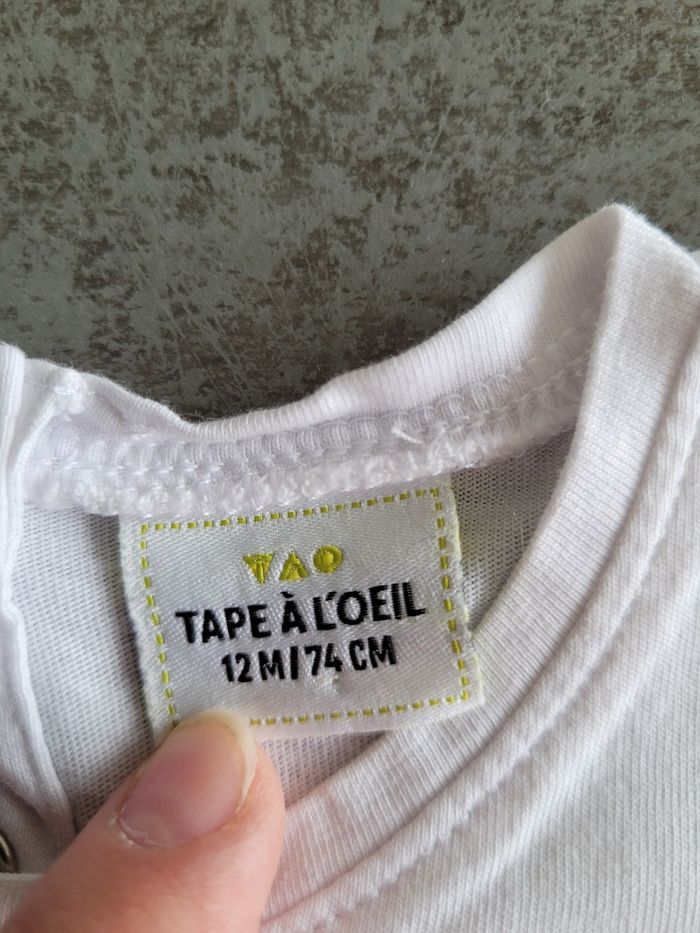 TAO
TAPE À L'OEIL
12 M/74 CM